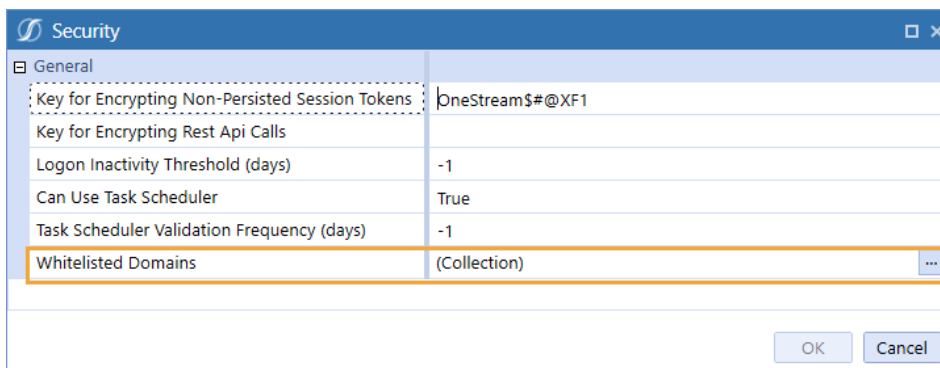 Security
General
Key for Encrypting Non-Persisted Session Tokens OneStream$#@XF1
Key for Encrypting Rest Api Calls
Logon Inactivity Threshold (days) -1
Can Use Task Scheduler True
Task Scheduler Validation Frequency (days) -1
Whitelisted Domains (Collection) ...
OK Cancel